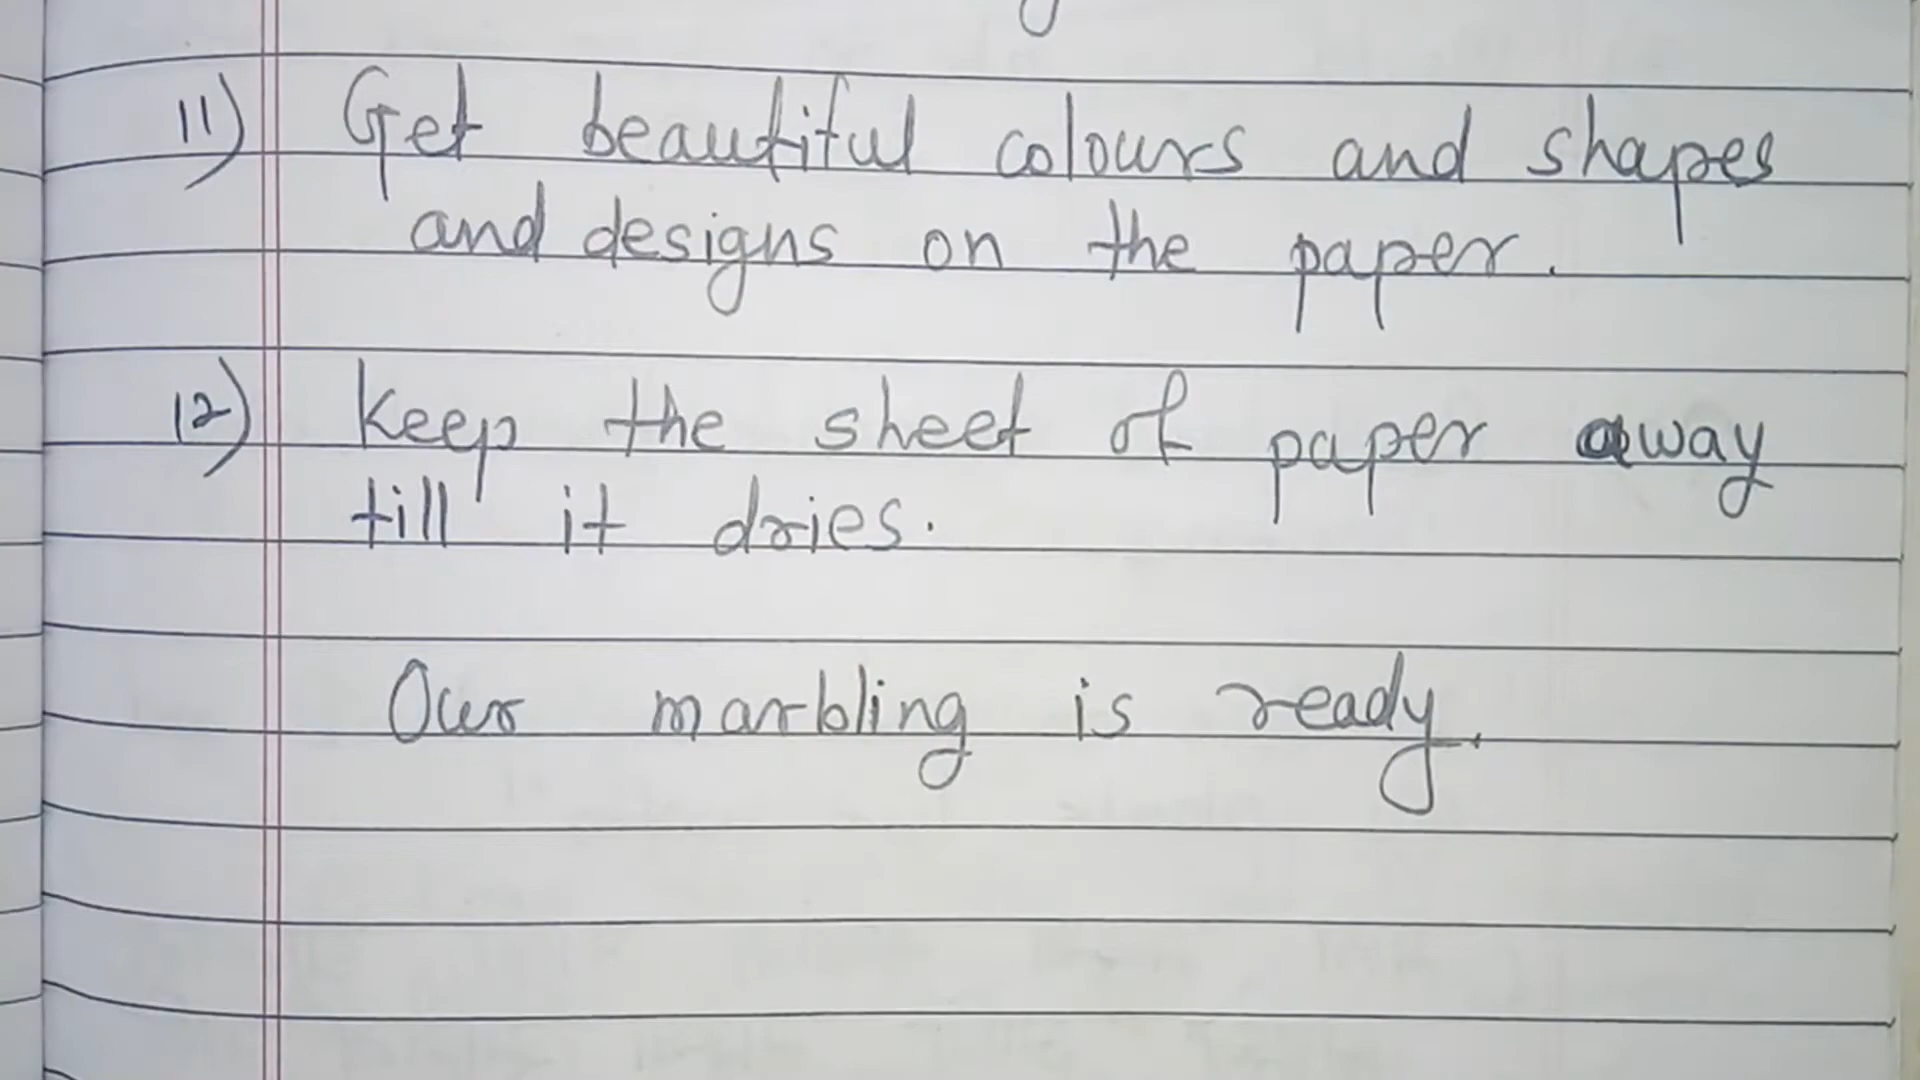 11) Get beautiful colours and shapes
and designs on the paper.
12) Keep the sheet of paper away
till it dries.
Our marbling is ready.